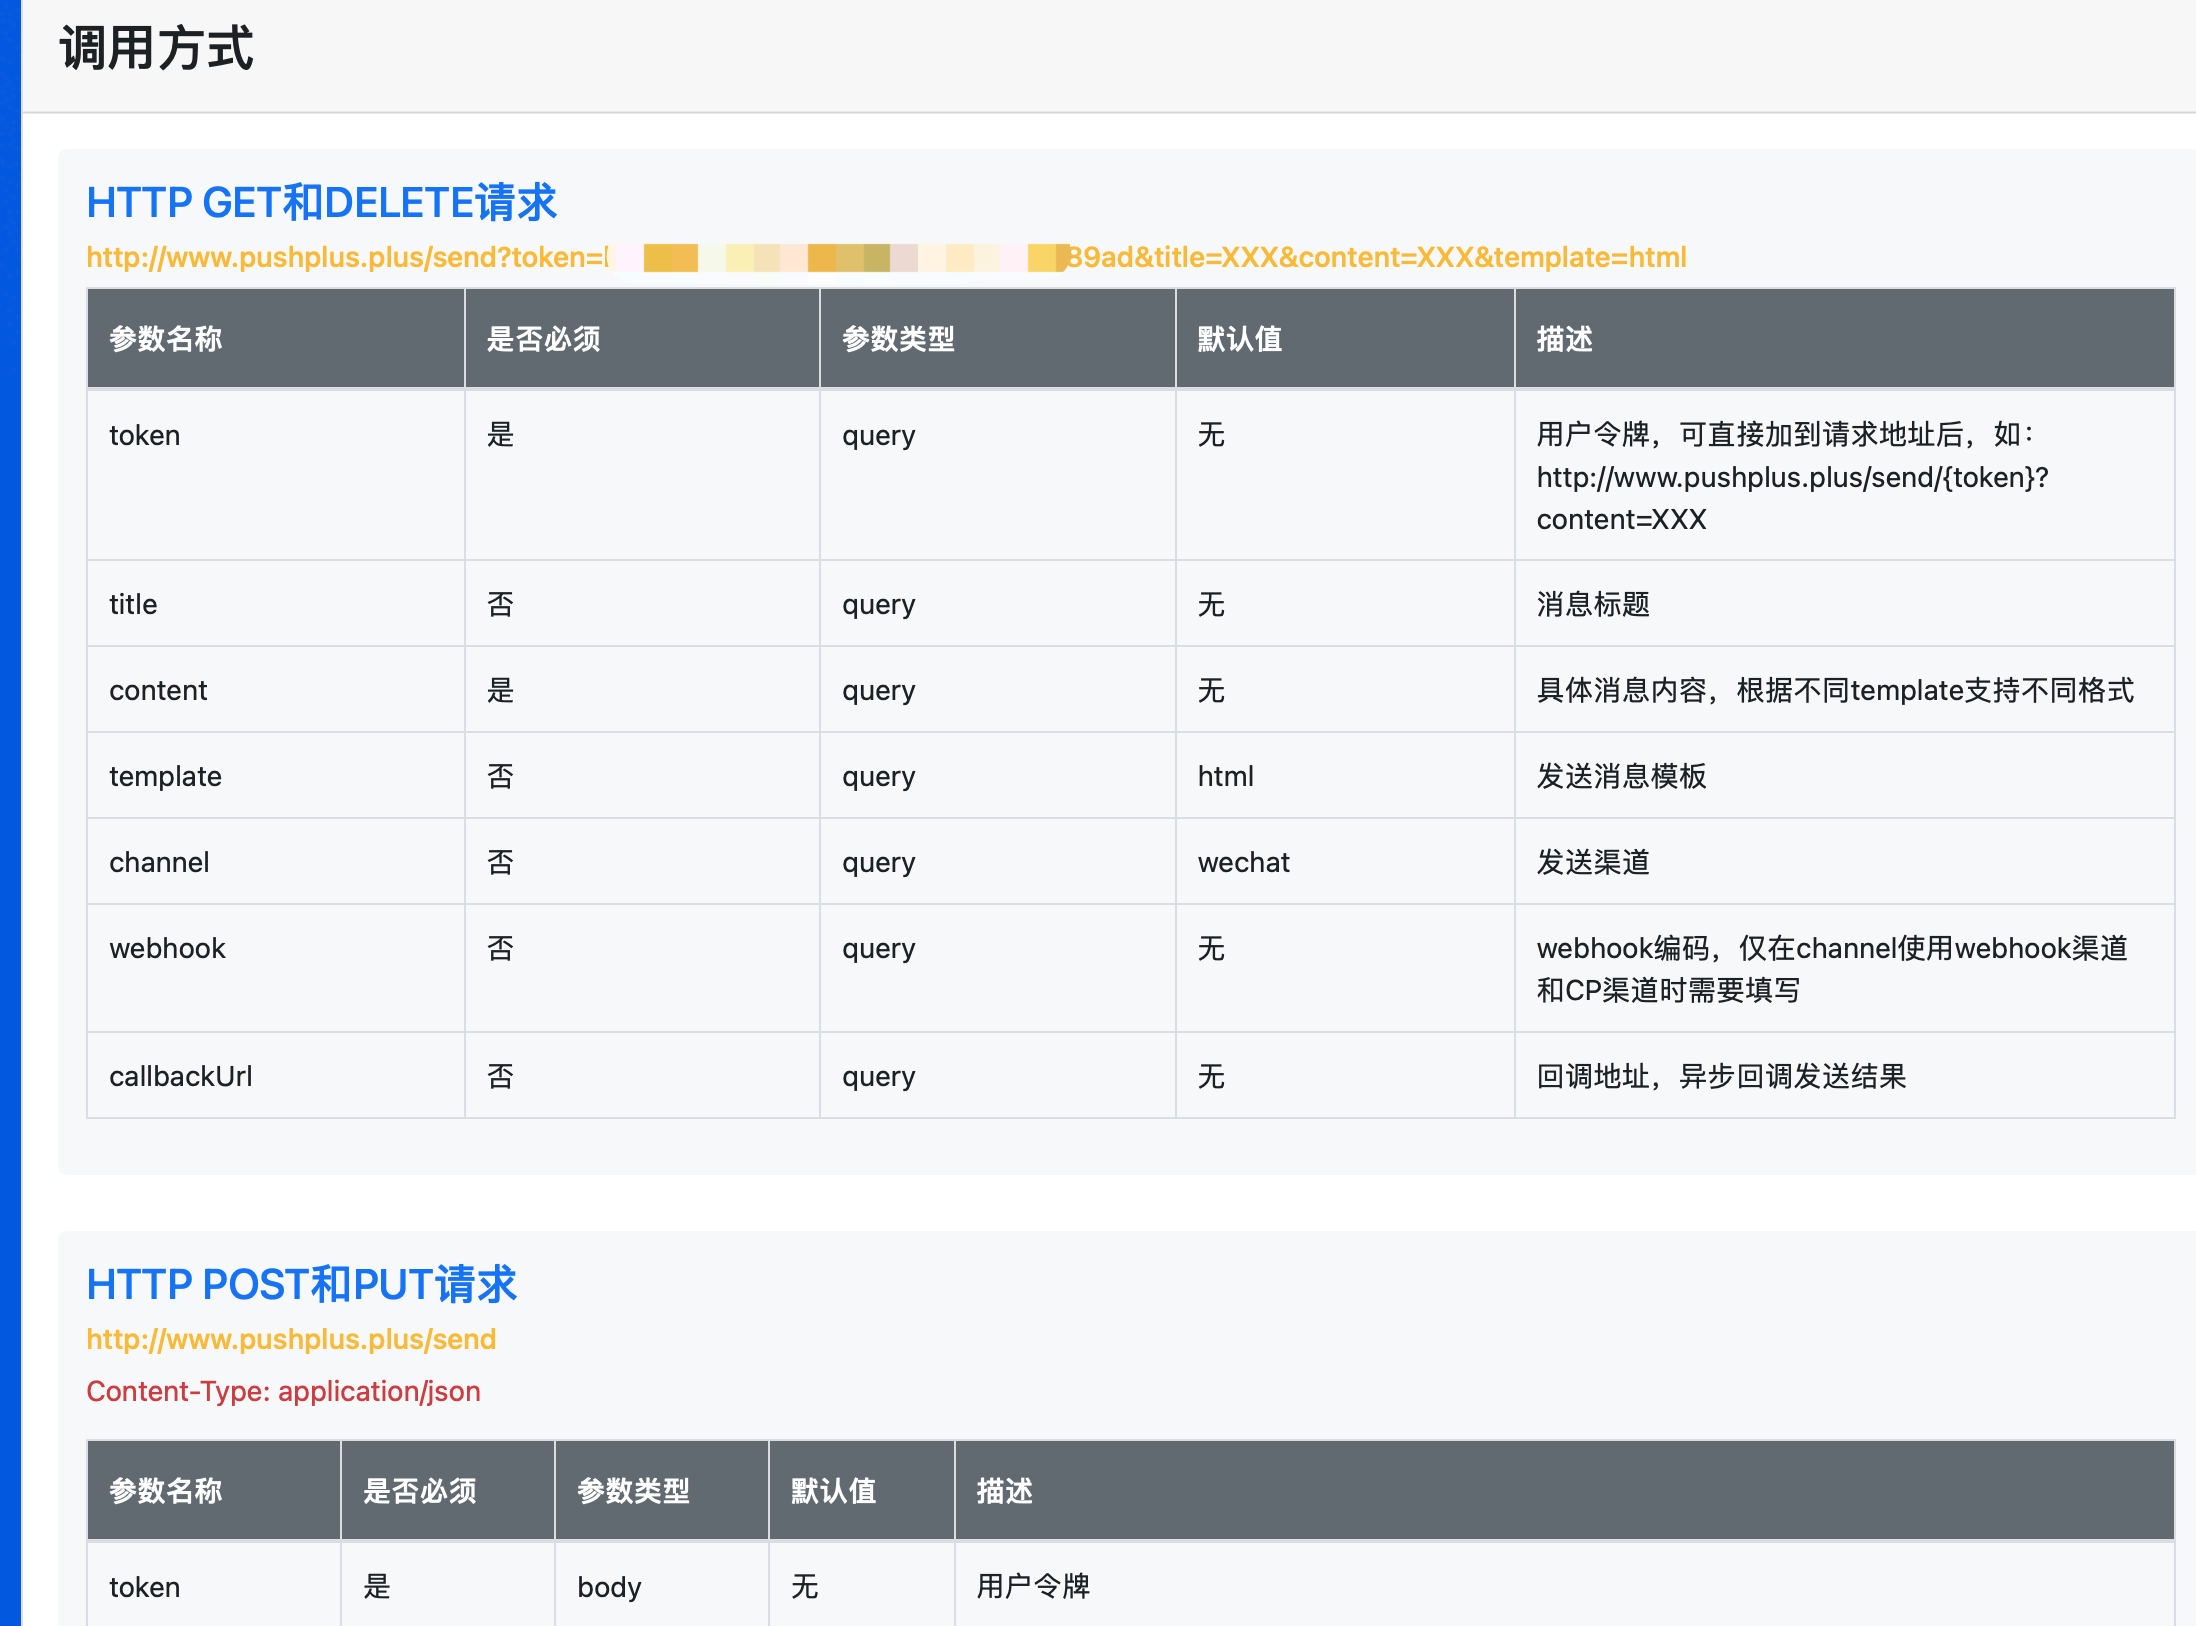 调用方式
HTTP GET和DELETE请求
http://www.pushplus.plus/send?token= 89ad&title=XXX&content=XXX&template=html
参数名称 是否必须 参数类型 默认值 描述
token 是 query 无 用户令牌，可直接加到请求地址后，如：
http://www.pushplus.plus/send/{token}?
content=XXX
title 否 query 无 消息标题
content 是 query 无 具体消息内容，根据不同template支持不同格式
template 否 query html 发送消息模板
channel 否 query wechat 发送渠道
webhook 否 query 无 webhook编码，仅在channel使用webhook渠道
和CP渠道时需要填写
callbackUrl 否 query 无 回调地址，异步回调发送结果
HTTP POST和PUT请求
http://www.pushplus.plus/send
Content-Type: application/json
参数名称 是否必须 参数类型 默认值 描述
token 是 body 无 用户令牌